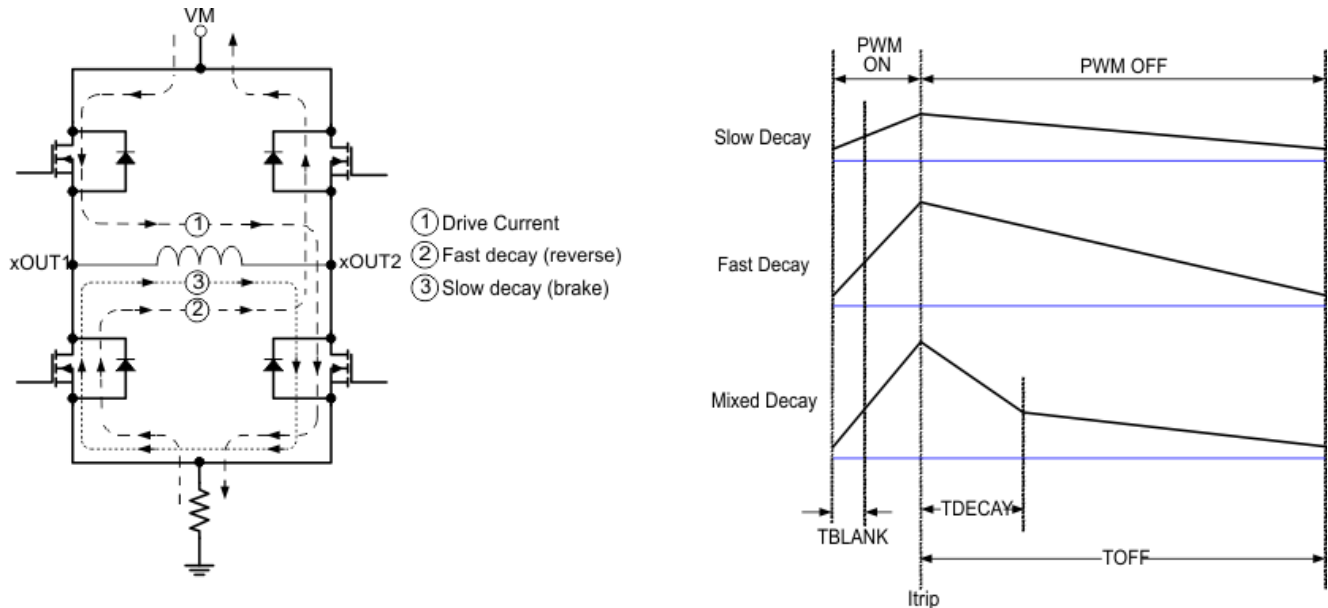 VM
xOUT1
1
xOUT2
3
2
1 Drive Current
2 Fast decay (reverse)
3 Slow decay (brake)
PWM
ON
PWM OFF
Slow Decay
Fast Decay
Mixed Decay
TDECAY
TBLANK
TOFF
Itrip